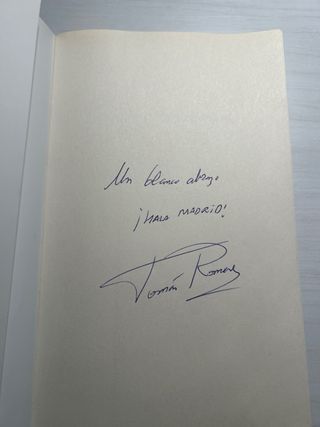 Un blanco abrazo
¡HALA MADRID!
Tomás Roncero